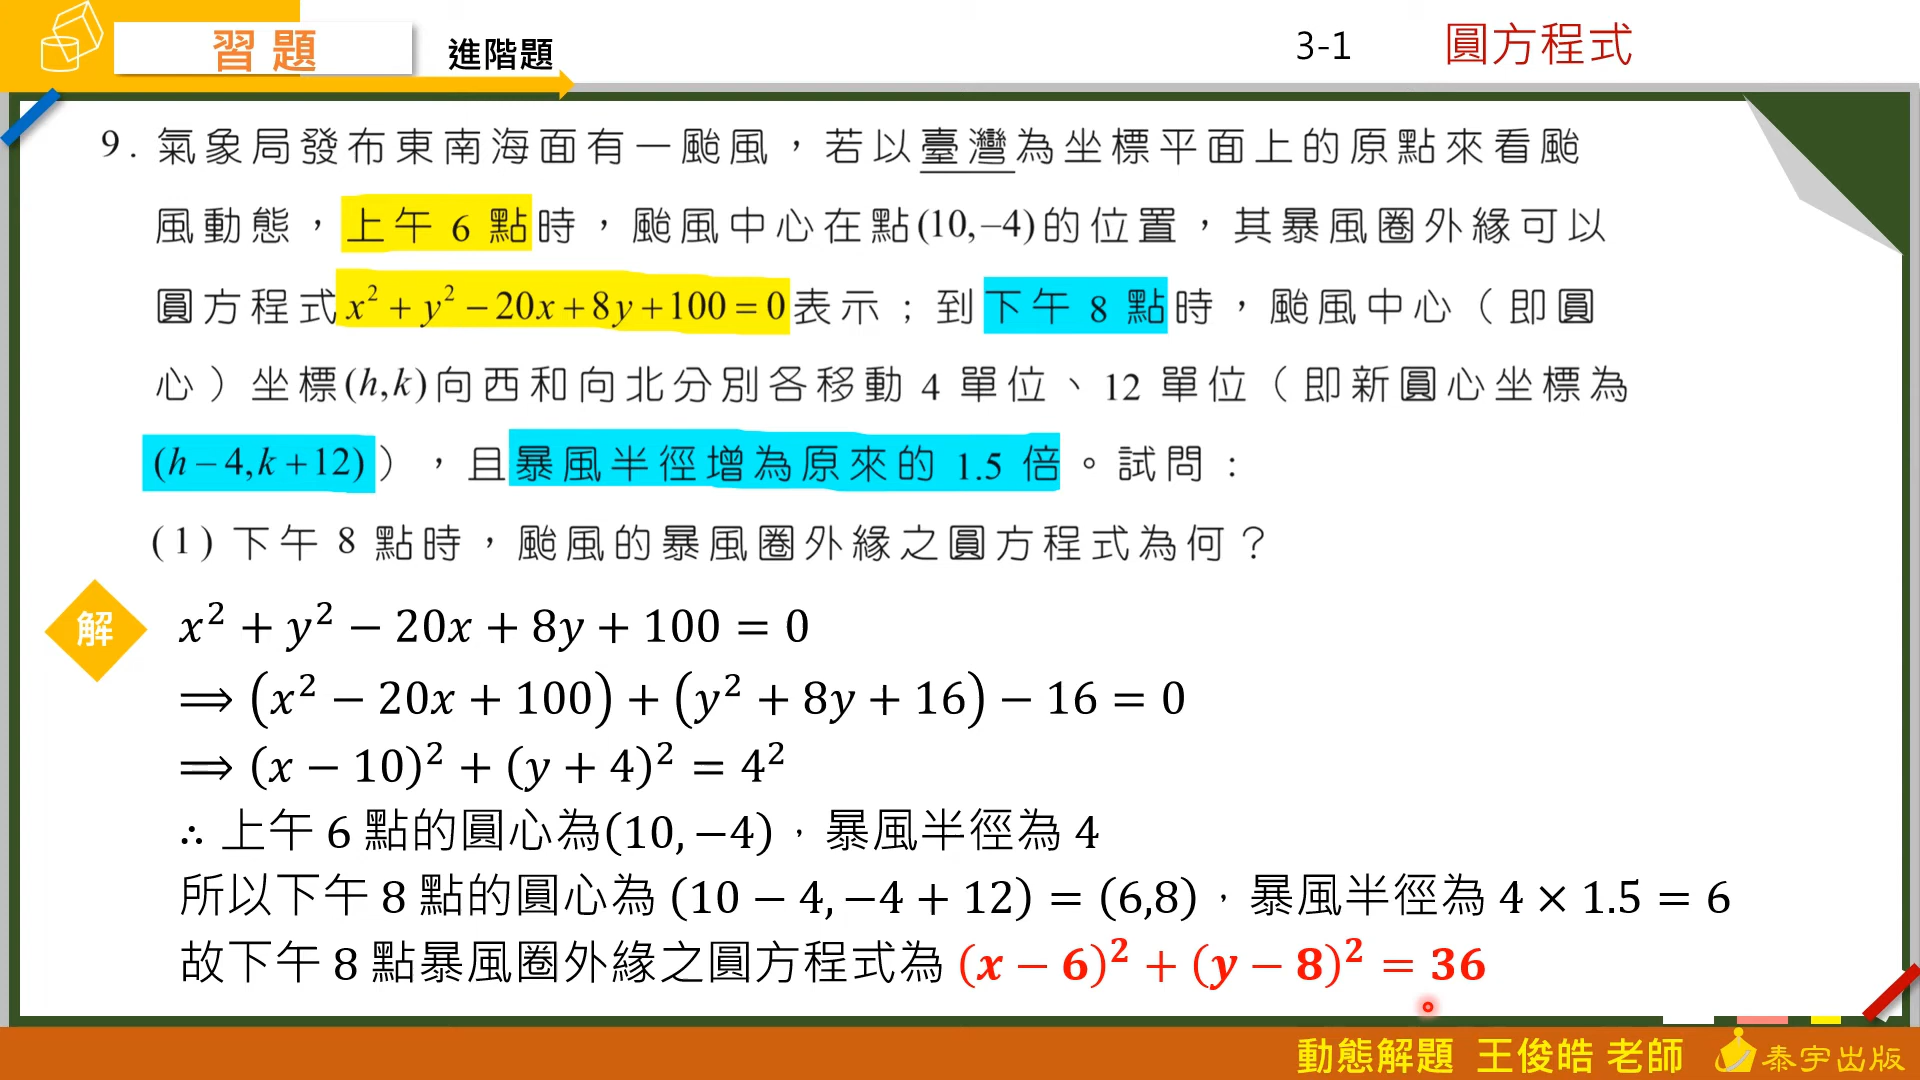 習題 進階題 3-1 圓方程式
9. 氣象局發布東南海面有一颱風，若以臺灣為坐標平面上的原點來看颱
風動態，上午 6 點時，颱風中心在點(10,–4)的位置，其暴風圈外緣可以
圓方程式x²+y²−20x+8y+100=0表示；到下午 8 點時，颱風中心（即圓
心）坐標(h,k)向西和向北分別各移動 4 單位、12 單位（即新圓心坐標為
(h−4,k+12)），且暴風半徑增為原來的 1.5 倍。試問：
(1) 下午 8 點時，颱風的暴風圈外緣之圓方程式為何？
解
x² + y² − 20x + 8y + 100 = 0
⟹ (x² − 20x + 100) + (y² + 8y + 16) − 16 = 0
⟹ (x − 10)² + (y + 4)² = 4²
∴ 上午 6 點的圓心為(10, −4)，暴風半徑為 4
所以下午 8 點的圓心為 (10 − 4, −4 + 12) = (6,8)，暴風半徑為 4 × 1.5 = 6
故下午 8 點暴風圈外緣之圓方程式為 (x − 6)² + (y − 8)² = 36
動態解題 王俊皓 老師 泰宇出版